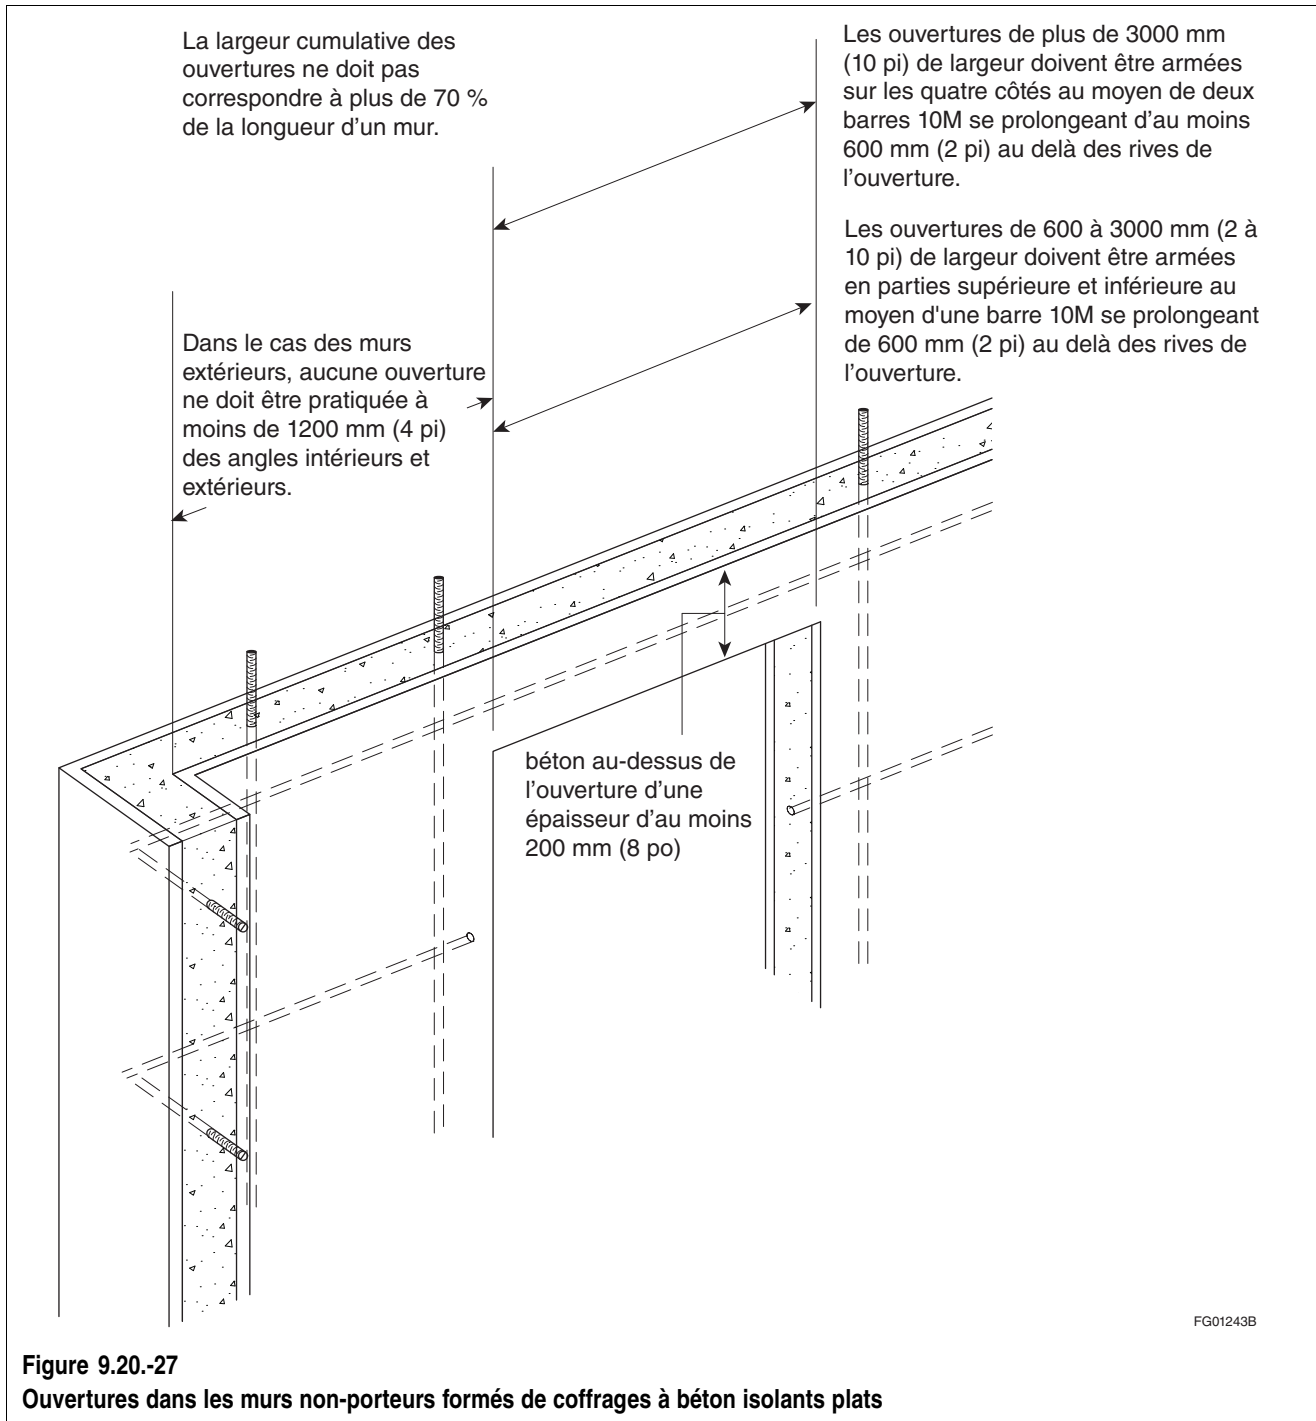 La largeur cumulative des
ouvertures ne doit pas
correspondre à plus de 70 %
de la longueur d’un mur.
Les ouvertures de plus de 3000 mm
(10 pi) de largeur doivent être armées
sur les quatre côtés au moyen de deux
barres 10M se prolongeant d’au moins
600 mm (2 pi) au delà des rives de
l’ouverture.
Les ouvertures de 600 à 3000 mm (2 à
10 pi) de largeur doivent être armées
en parties supérieure et inférieure au
moyen d'une barre 10M se prolongeant
de 600 mm (2 pi) au delà des rives de
l’ouverture.
Dans le cas des murs
extérieurs, aucune ouverture
ne doit être pratiquée à
moins de 1200 mm (4 pi)
des angles intérieurs et
extérieurs.
béton au-dessus de
l’ouverture d’une
épaisseur d’au moins
200 mm (8 po)
FG01243B
Figure 9.20.-27
Ouvertures dans les murs non-porteurs formés de coffrages à béton isolants plats